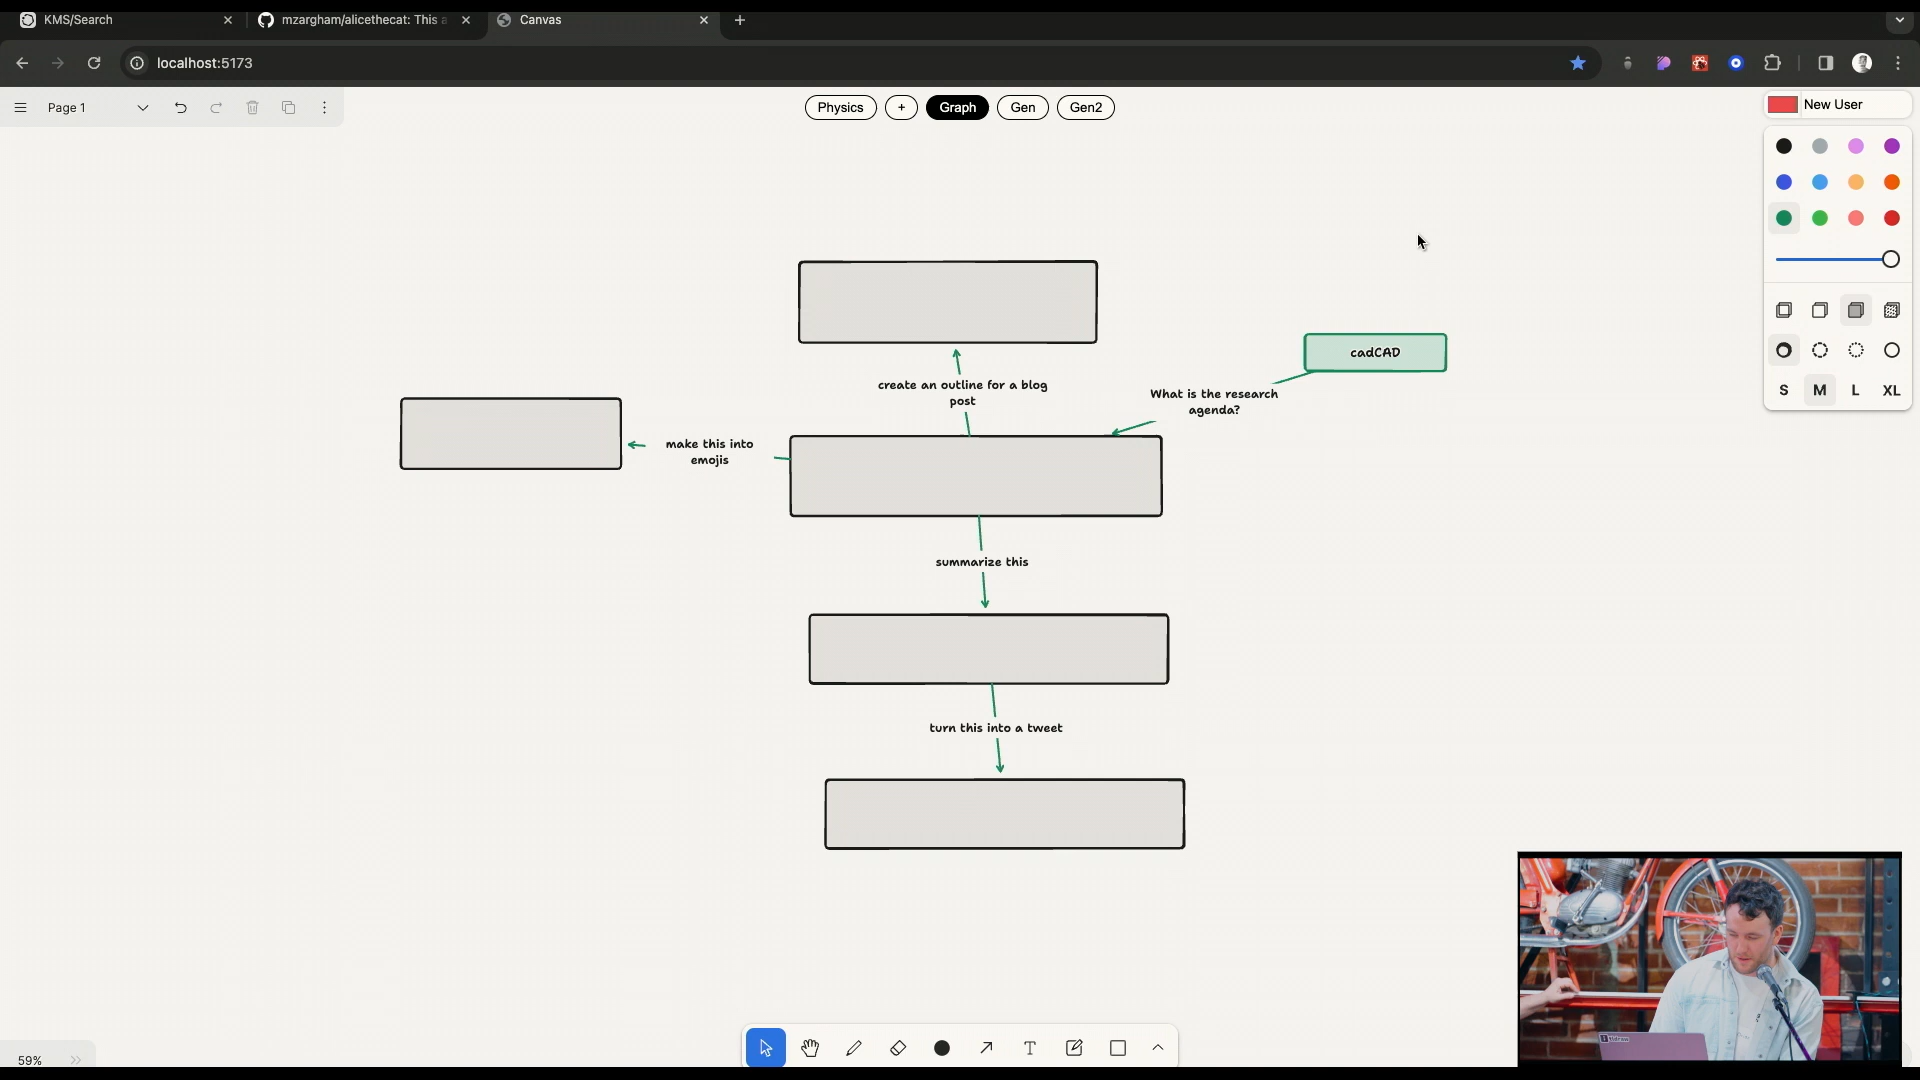 KMS/Search
mzargham/alicethecat: This a
Canvas
localhost:5173
Page 1
Physics
+
Graph
Gen
Gen2
New User
cadCAD
create an outline for a blog
post
What is the research
agenda?
make this into
emojis
summarize this
turn this into a tweet
S M L XL
T
59%